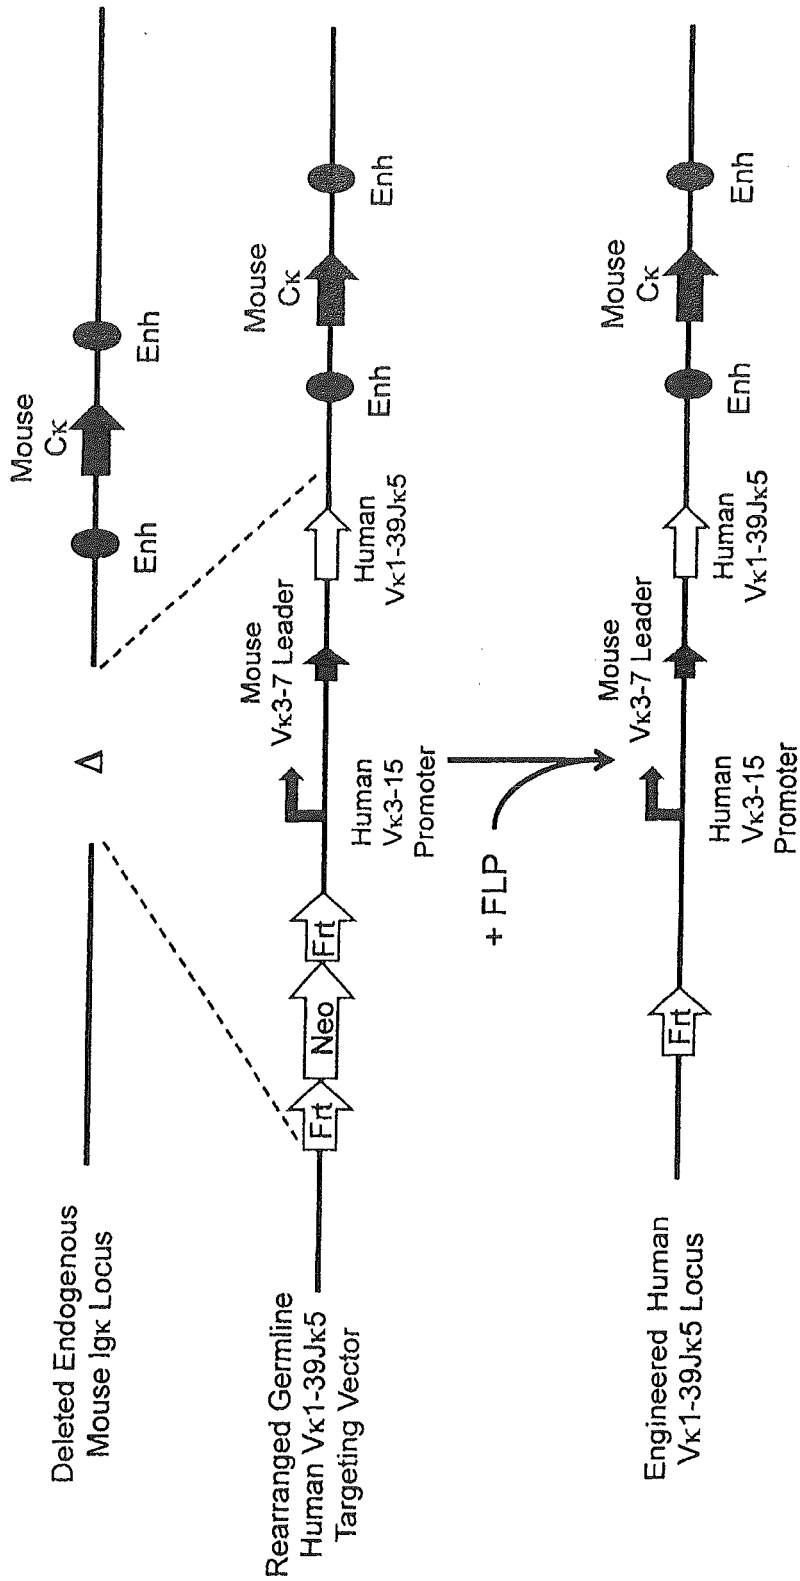 Deleted Endogenous
Mouse Igκ Locus
Δ
Enh
Mouse
Cκ
Enh
Rearranged Germline
Human Vκ1-39Jκ5
Targeting Vector
Frt
Neo
Frt
Human
Vκ3-15
Promoter
Mouse
Vκ3-7 Leader
Human
Vκ1-39Jκ5
Enh
Mouse
Cκ
Enh
+ FLP
Engineered Human
Vκ1-39Jκ5 Locus
Frt
Human
Vκ3-15
Promoter
Mouse
Vκ3-7 Leader
Human
Vκ1-39Jκ5
Enh
Mouse
Cκ
Enh